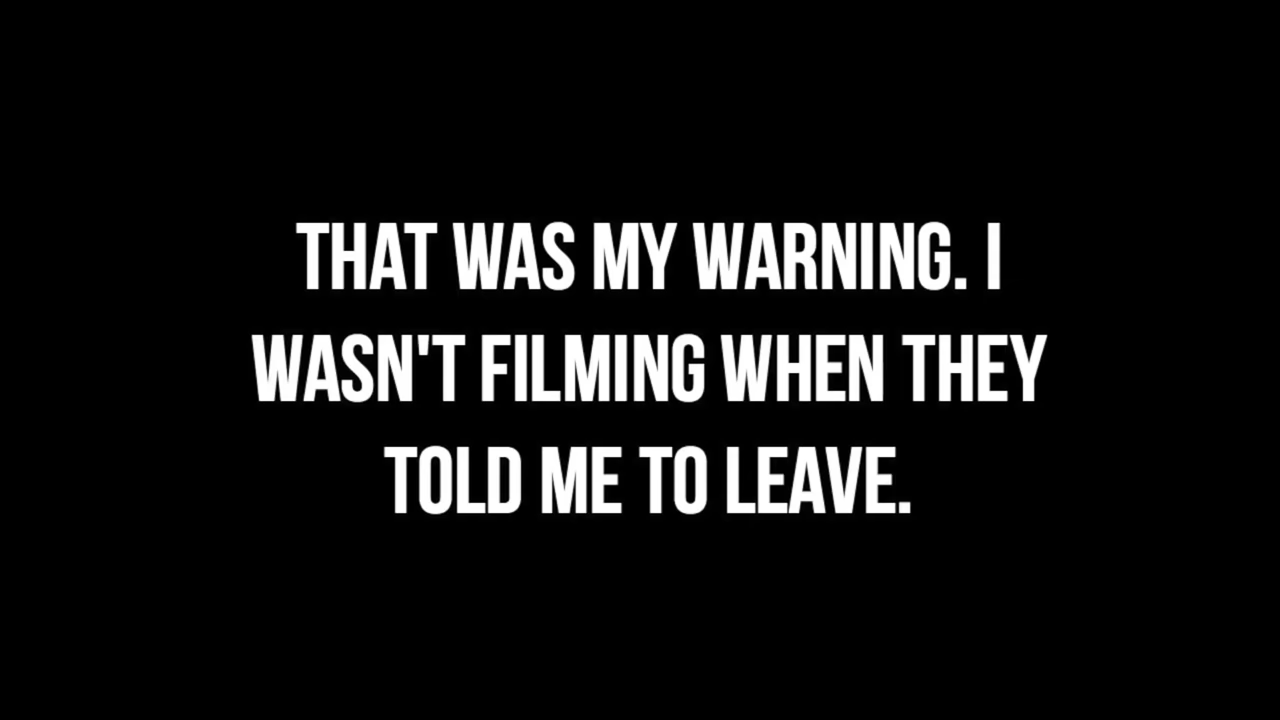 THAT WAS MY WARNING. I
WASN'T FILMING WHEN THEY
TOLD ME TO LEAVE.